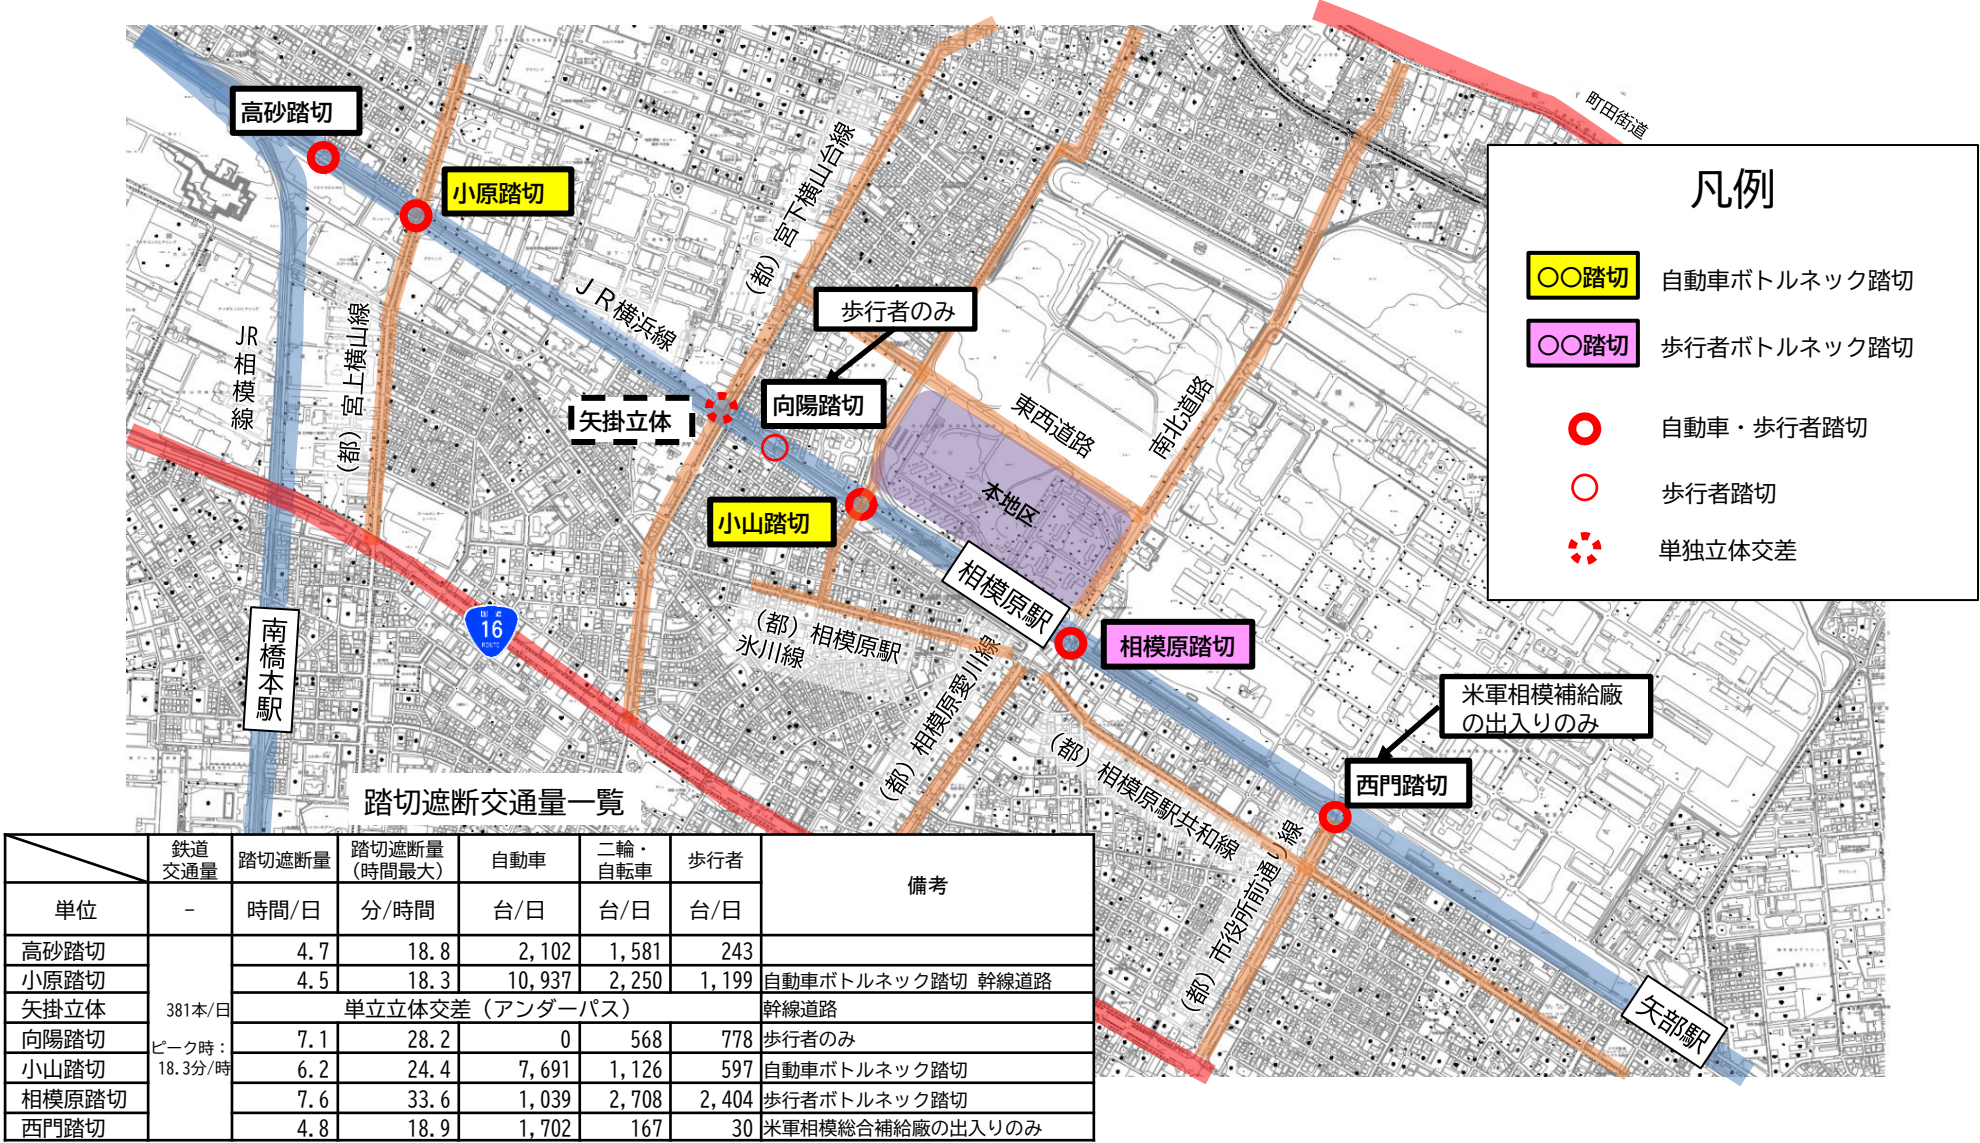 町田街道
高砂踏切
小原踏切
(都)宮下横山台線
JR横浜線
歩行者のみ
向陽踏切
矢掛立体
小山踏切
JR相模線
(都)宮上横山線
東西道路
南北道路
本地区
相模原駅
相模原踏切
南橋本駅
国道
16
ROUTE
(都)相模原駅
氷川線
(都)相模原愛川線
(都)相模原駅共和線
(都)市役所前通り線
米軍相模補給廠
の出入りのみ
西門踏切
矢部駅
凡例
〇〇踏切 自動車ボトルネック踏切
〇〇踏切 歩行者ボトルネック踏切
自動車・歩行者踏切
歩行者踏切
単独立体交差
踏切遮断交通量一覧
鉄道交通量 踏切遮断量 踏切遮断量(時間最大) 自動車 二輪・自転車 歩行者 備考
単位 - 時間/日 分/時間 台/日 台/日 台/日
381本/日
ピーク時:
18.3分/時
高砂踏切 4.7 18.8 2,102 1,581 243
小原踏切 4.5 18.3 10,937 2,250 1,199 自動車ボトルネック踏切 幹線道路
矢掛立体 単立立体交差(アンダーパス) 幹線道路
向陽踏切 7.1 28.2 0 568 778 歩行者のみ
小山踏切 6.2 24.4 7,691 1,126 597 自動車ボトルネック踏切
相模原踏切 7.6 33.6 1,039 2,708 2,404 歩行者ボトルネック踏切
西門踏切 4.8 18.9 1,702 167 30 米軍相模総合補給廠の出入りのみ